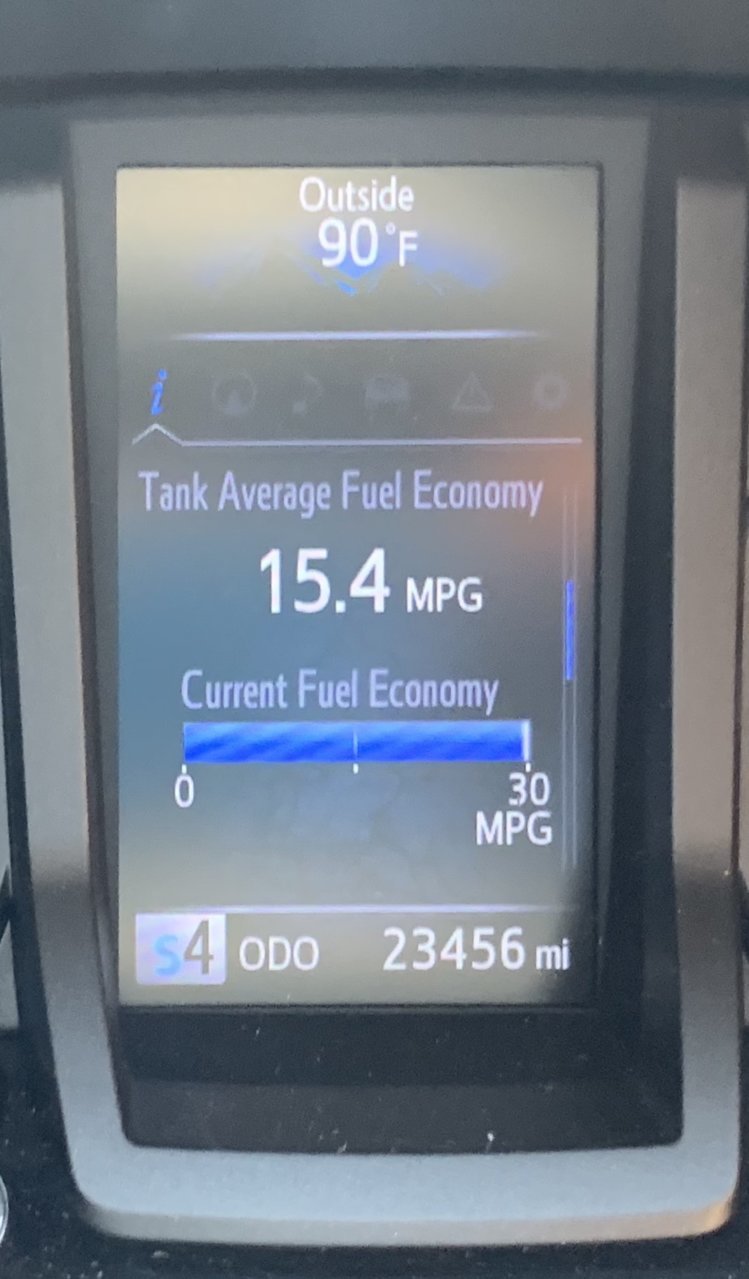 Outside
90°F
i
Tank Average Fuel Economy
15.4 MPG
Current Fuel Economy
0 30
MPG
S4 ODO 23456 mi